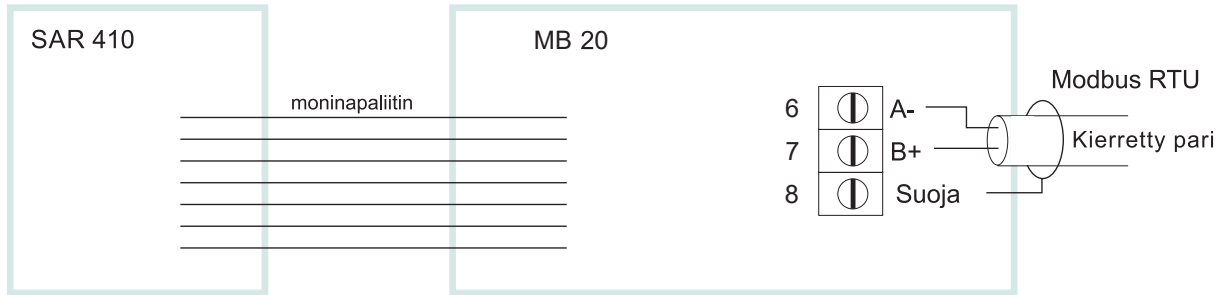 SAR 410
MB 20
moninapaliitin
6 A-
7 B+
8 Suoja
Modbus RTU
Kierretty pari